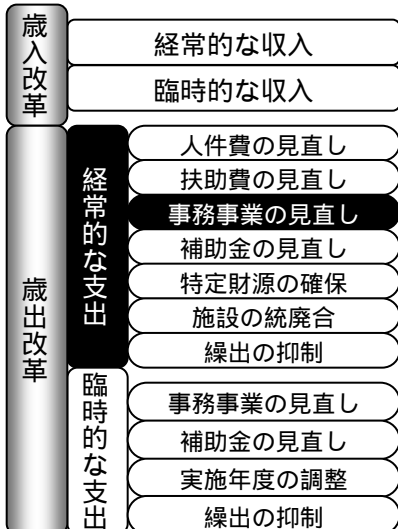 歳入改革
経常的な収入
臨時的な収入
歳出改革
経常的な支出
人件費の見直し
扶助費の見直し
事務事業の見直し
補助金の見直し
特定財源の確保
施設の統廃合
繰出の抑制
臨時的な支出
事務事業の見直し
補助金の見直し
実施年度の調整
繰出の抑制